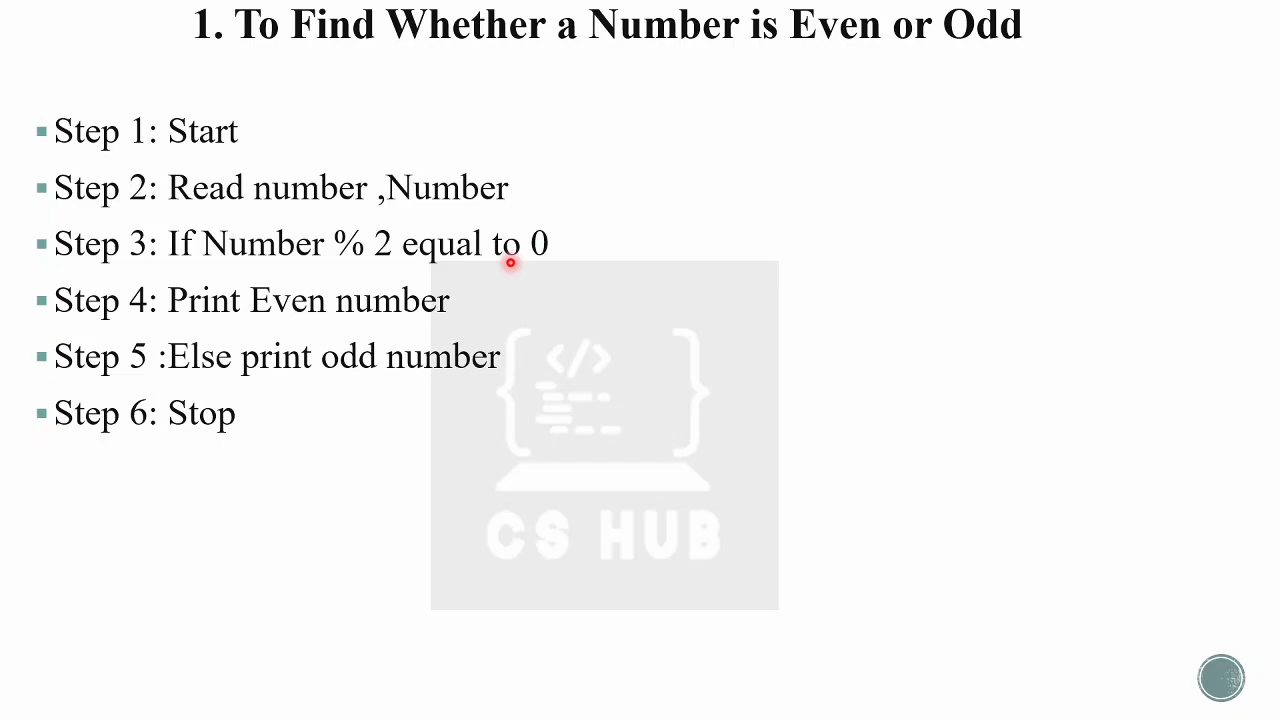 1. To Find Whether a Number is Even or Odd
Step 1: Start
Step 2: Read number ,Number
Step 3: If Number % 2 equal to 0
Step 4: Print Even number
Step 5 :Else print odd number
Step 6: Stop
</>
CS HUB